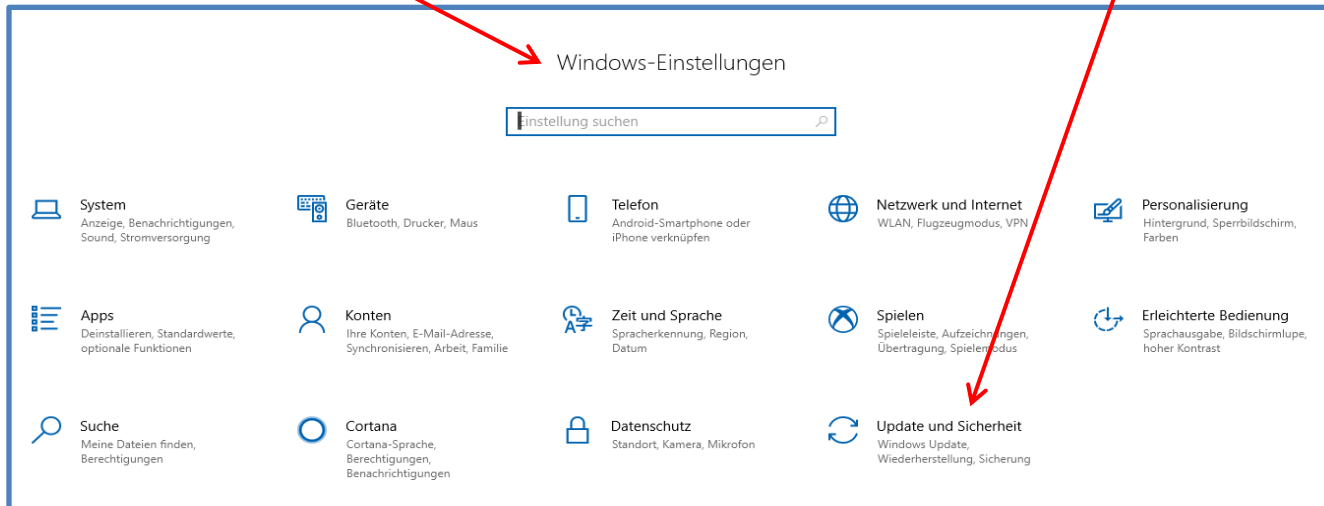 Windows-Einstellungen
Einstellung suchen
System
Anzeige, Benachrichtigungen,
Sound, Stromversorgung
Geräte
Bluetooth, Drucker, Maus
Telefon
Android-Smartphone oder
iPhone verknüpfen
Netzwerk und Internet
WLAN, Flugzeugmodus, VPN
Personalisierung
Hintergrund, Sperrbildschirm,
Farben
Apps
Deinstallieren, Standardwerte,
optionale Funktionen
Konten
Ihre Konten, E-Mail-Adresse,
Synchronisieren, Arbeit, Familie
Zeit und Sprache
Spracherkennung, Region,
Datum
Spielen
Spieleleiste, Aufzeichnungen,
Übertragung, Spielemodus
Erleichterte Bedienung
Sprachausgabe, Bildschirmlupe,
hoher Kontrast
Suche
Meine Dateien finden,
Berechtigungen
Cortana
Cortana-Sprache,
Berechtigungen,
Benachrichtigungen
Datenschutz
Standort, Kamera, Mikrofon
Update und Sicherheit
Windows Update,
Wiederherstellung, Sicherung